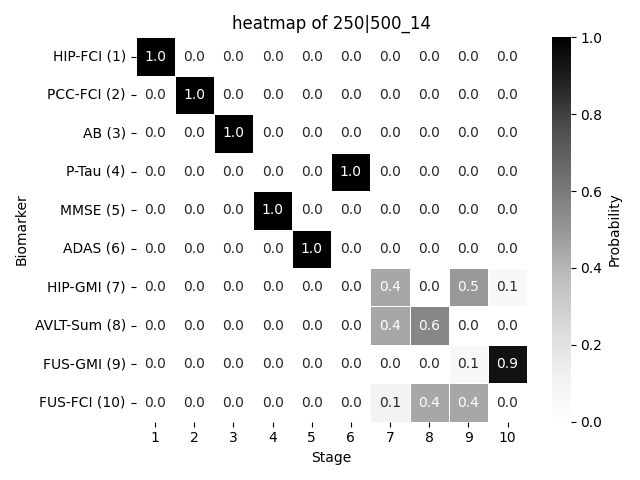 heatmap of 250|500_14
Biomarker
HIP-FCI (1) 1.0 0.0 0.0 0.0 0.0 0.0 0.0 0.0 0.0 0.0
PCC-FCI (2) 0.0 1.0 0.0 0.0 0.0 0.0 0.0 0.0 0.0 0.0
AB (3) 0.0 0.0 1.0 0.0 0.0 0.0 0.0 0.0 0.0 0.0
P-Tau (4) 0.0 0.0 0.0 0.0 0.0 1.0 0.0 0.0 0.0 0.0
MMSE (5) 0.0 0.0 0.0 1.0 0.0 0.0 0.0 0.0 0.0 0.0
ADAS (6) 0.0 0.0 0.0 0.0 1.0 0.0 0.0 0.0 0.0 0.0
HIP-GMI (7) 0.0 0.0 0.0 0.0 0.0 0.0 0.4 0.0 0.5 0.1
AVLT-Sum (8) 0.0 0.0 0.0 0.0 0.0 0.0 0.4 0.6 0.0 0.0
FUS-GMI (9) 0.0 0.0 0.0 0.0 0.0 0.0 0.0 0.0 0.1 0.9
FUS-FCI (10) 0.0 0.0 0.0 0.0 0.0 0.0 0.1 0.4 0.4 0.0
1 2 3 4 5 6 7 8 9 10
Stage
1.0
0.8
0.6
0.4
0.2
0.0
Probability